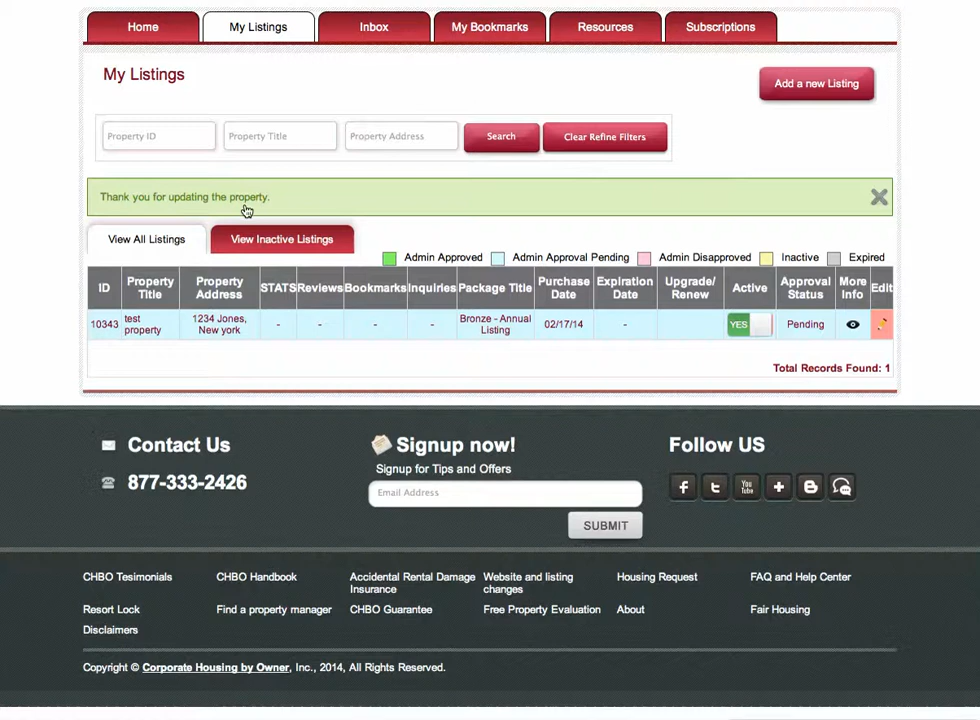 Home My Listings Inbox My Bookmarks Resources Subscriptions
My Listings
Add a new Listing
Property ID Property Title Property Address Search Clear Refine Filters
Thank you for updating the property.
View All Listings View Inactive Listings
Admin Approved Admin Approval Pending Admin Disapproved Inactive Expired
ID Property Title Property Address STATS Reviews Bookmarks Inquiries Package Title Purchase Date Expiration Date Upgrade/ Renew Active Approval Status More Info Edit
10343 test property 1234 Jones, New york - - - - Bronze - Annual Listing 02/17/14 - YES Pending
Total Records Found: 1
Contact Us Signup now! Follow US
Signup for Tips and Offers
877-333-2426
Email Address
f t You Tube + B
SUBMIT
CHBO Tesimonials CHBO Handbook Accidental Rental Damage Insurance Website and listing changes Housing Request FAQ and Help Center
Resort Lock Find a property manager CHBO Guarantee Free Property Evaluation About Fair Housing
Disclaimers
Copyright © Corporate Housing by Owner, Inc., 2014, All Rights Reserved.